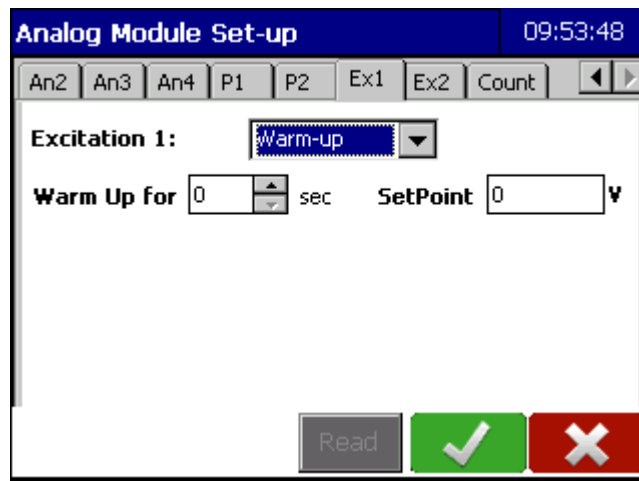 Analog Module Set-up 09:53:48
An2 An3 An4 P1 P2 Ex1 Ex2 Count
Excitation 1: Warm-up
Warm Up for 0 sec SetPoint 0 V
Read